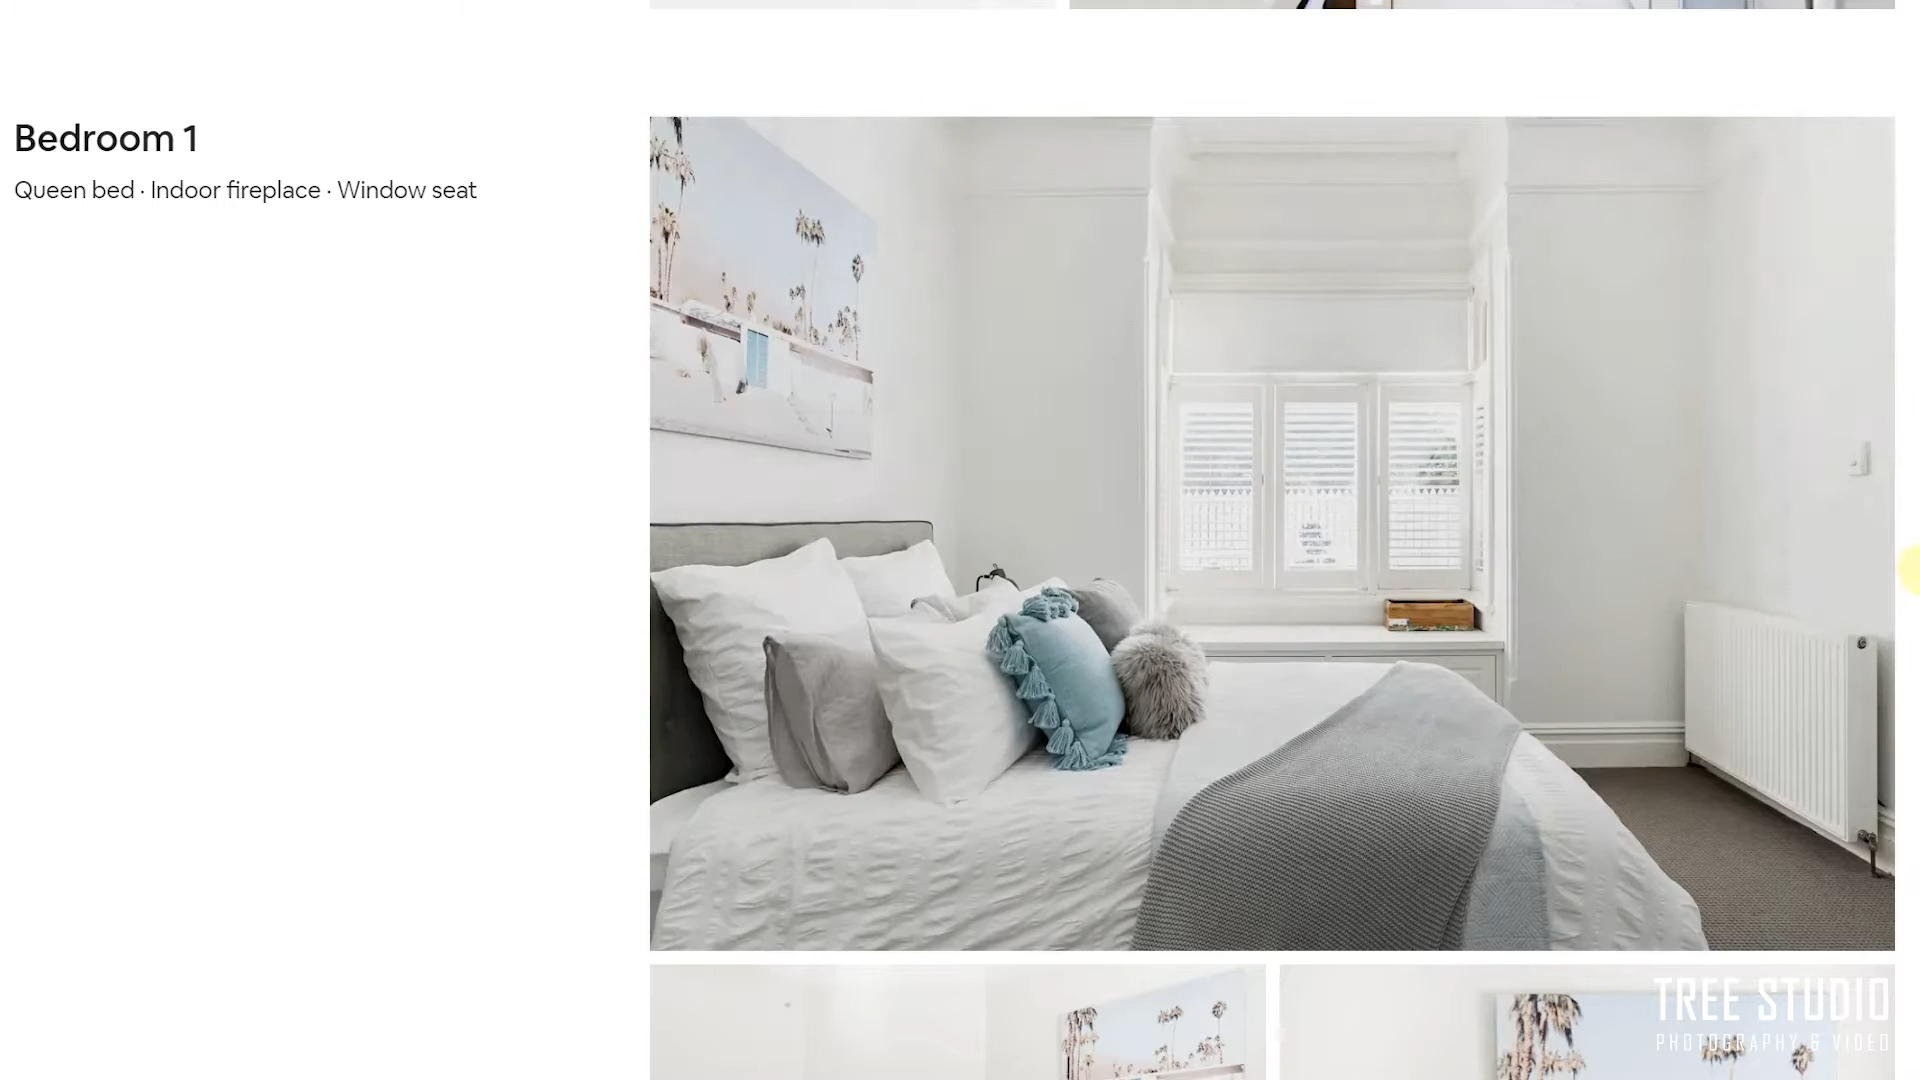 Bedroom 1
Queen bed · Indoor fireplace · Window seat
TREE STUDIO
PHOTOGRAPHY & VIDEO